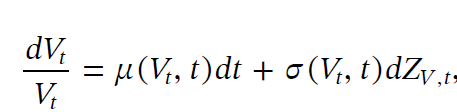 dV_t / V_t = μ(V_t, t)dt + σ(V_t, t)dZ_{V,t},